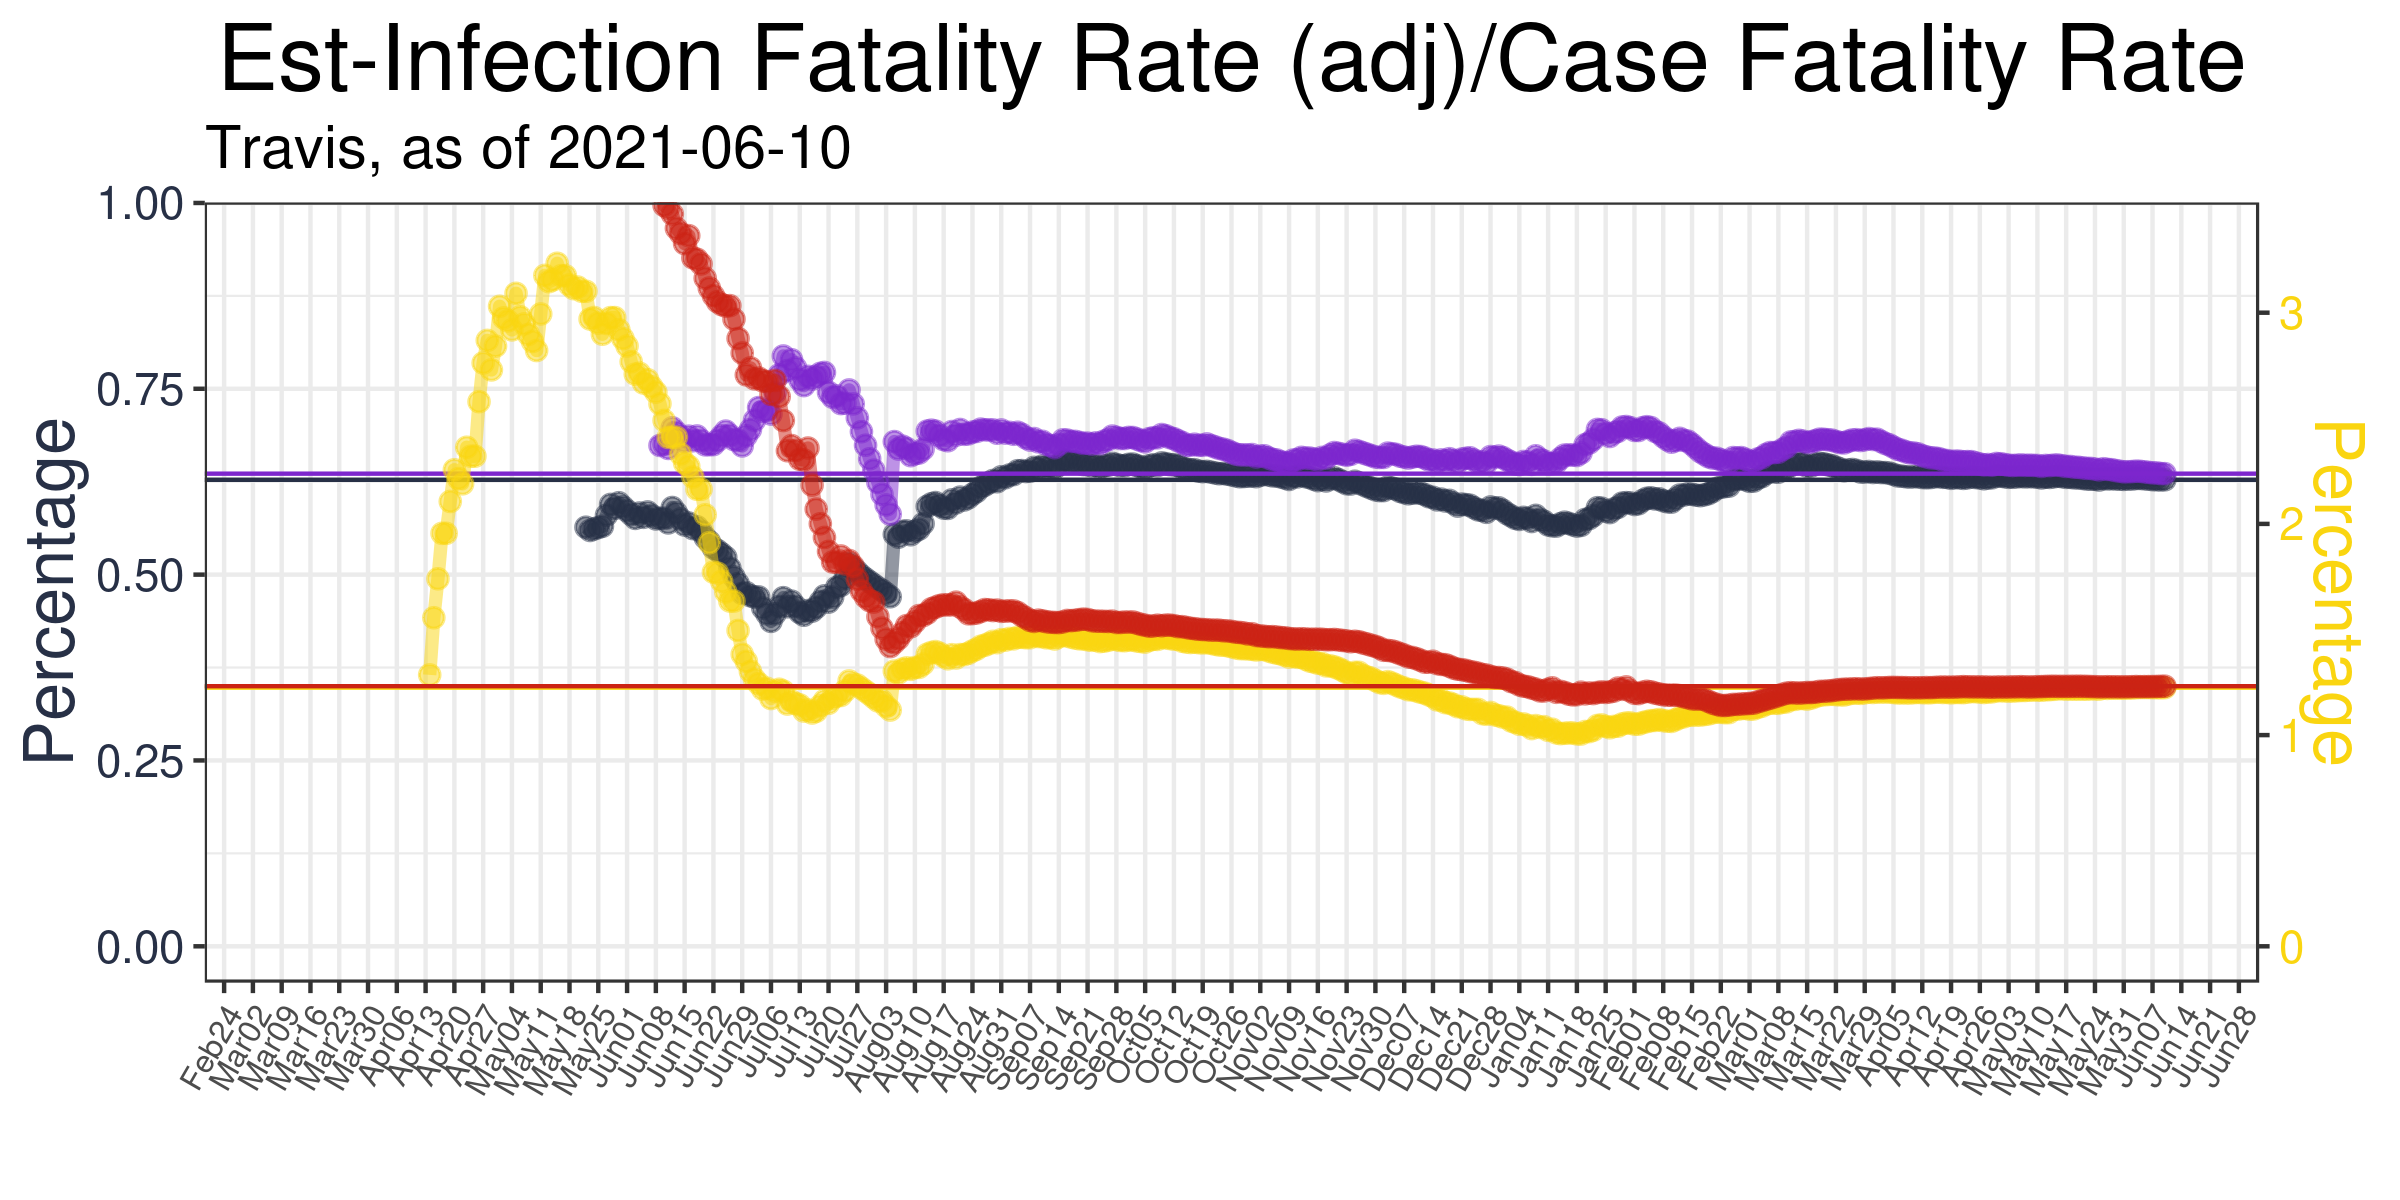 Est-Infection Fatality Rate (adj)/Case Fatality Rate
Travis, as of 2021-06-10
Percentage
1.00
0.75
0.50
0.25
0.00
3
2
1
0
Percentage
Feb24
Mar02
Mar09
Mar16
Mar23
Mar30
Apr06
Apr13
Apr20
Apr27
May04
May11
May18
May25
Jun01
Jun08
Jun15
Jun22
Jun29
Jul06
Jul13
Jul20
Jul27
Aug03
Aug10
Aug17
Aug24
Aug31
Sep07
Sep14
Sep21
Sep28
Oct05
Oct12
Oct19
Oct26
Nov02
Nov09
Nov16
Nov23
Nov30
Dec07
Dec14
Dec21
Dec28
Jan04
Jan11
Jan18
Jan25
Feb01
Feb08
Feb15
Feb22
Mar01
Mar08
Mar15
Mar22
Mar29
Apr05
Apr12
Apr19
Apr26
May03
May10
May17
May24
May31
Jun07
Jun14
Jun21
Jun28